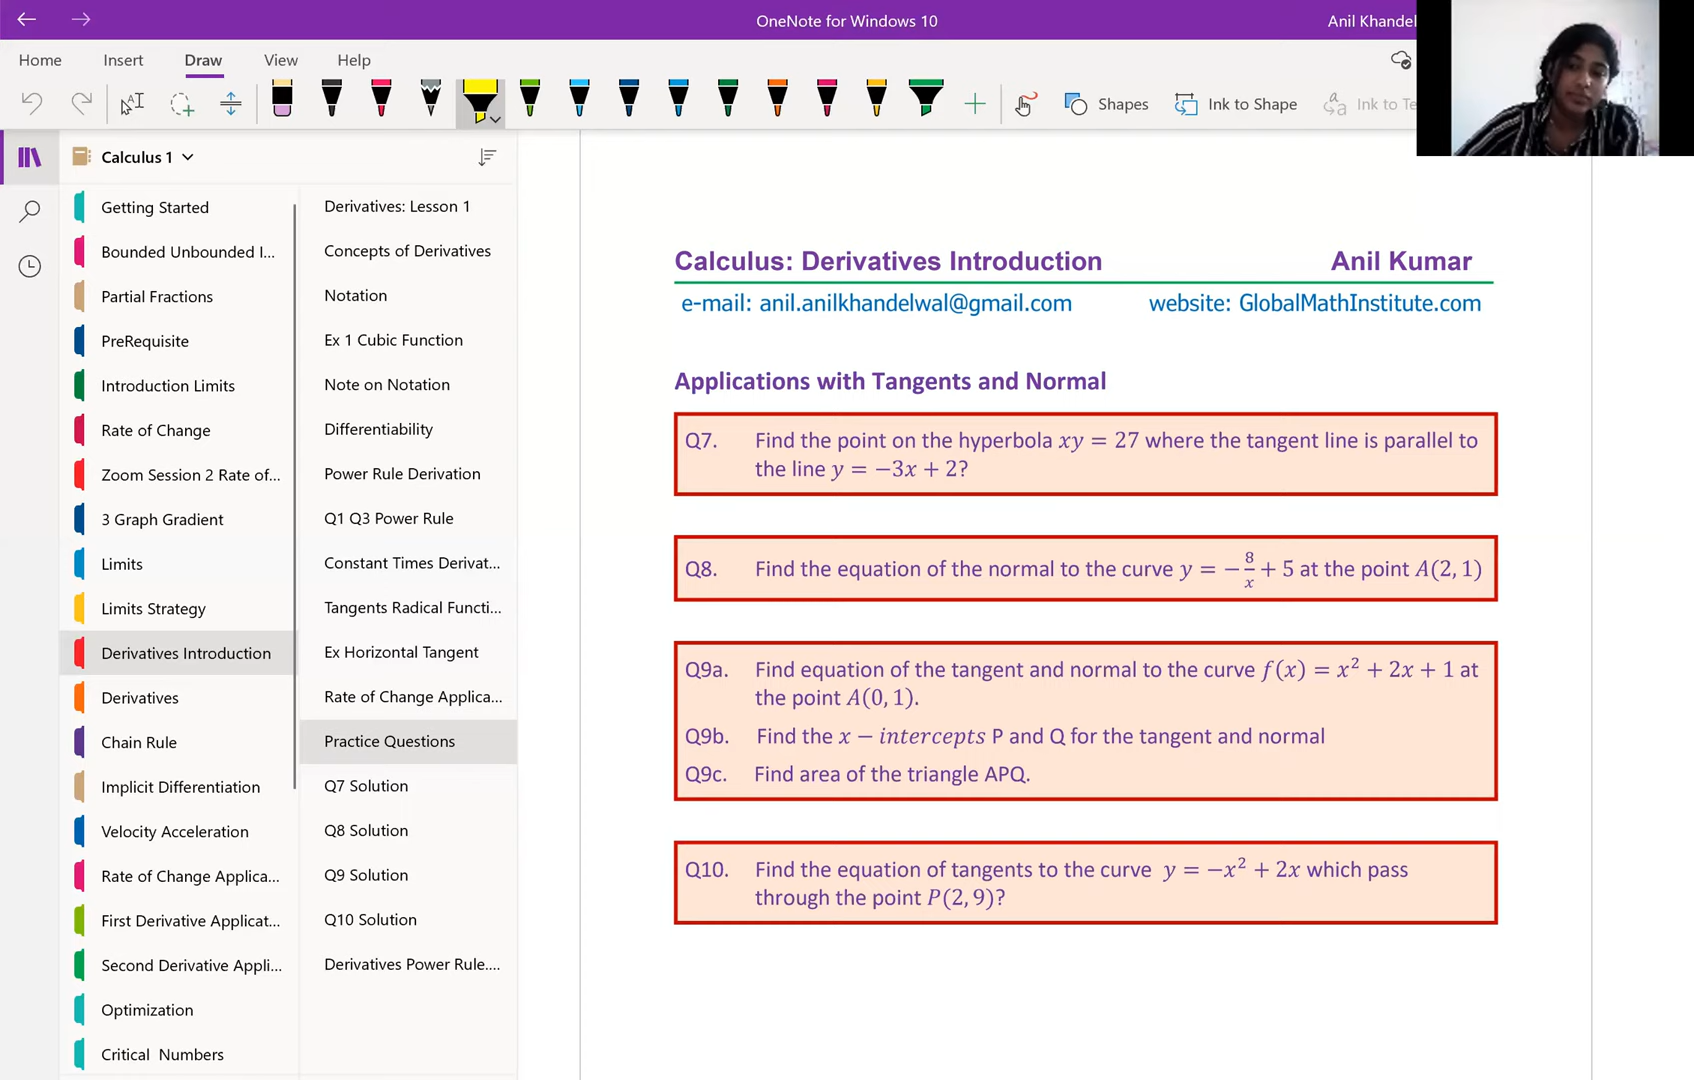 OneNote for Windows 10
Anil Khandel
Home Insert Draw View Help
Shapes Ink to Shape Ink to Te
Calculus 1
Getting Started
Bounded Unbounded I...
Partial Fractions
PreRequisite
Introduction Limits
Rate of Change
Zoom Session 2 Rate of...
3 Graph Gradient
Limits
Limits Strategy
Derivatives Introduction
Derivatives
Chain Rule
Implicit Differentiation
Velocity Acceleration
Rate of Change Applica...
First Derivative Applicat...
Second Derivative Appli...
Optimization
Critical Numbers
Derivatives: Lesson 1
Concepts of Derivatives
Notation
Ex 1 Cubic Function
Note on Notation
Differentiability
Power Rule Derivation
Q1 Q3 Power Rule
Constant Times Derivat...
Tangents Radical Functi...
Ex Horizontal Tangent
Rate of Change Applica...
Practice Questions
Q7 Solution
Q8 Solution
Q9 Solution
Q10 Solution
Derivatives Power Rule....
Calculus: Derivatives Introduction Anil Kumar
e-mail: anil.anilkhandelwal@gmail.com website: GlobalMathInstitute.com
Applications with Tangents and Normal
Q7. Find the point on the hyperbola xy = 27 where the tangent line is parallel to
the line y = −3x + 2?
Q8. Find the equation of the normal to the curve y = −8/x + 5 at the point A(2, 1)
Q9a. Find equation of the tangent and normal to the curve f(x) = x² + 2x + 1 at
the point A(0, 1).
Q9b. Find the x − intercepts P and Q for the tangent and normal
Q9c. Find area of the triangle APQ.
Q10. Find the equation of tangents to the curve y = −x² + 2x which pass
through the point P(2, 9)?